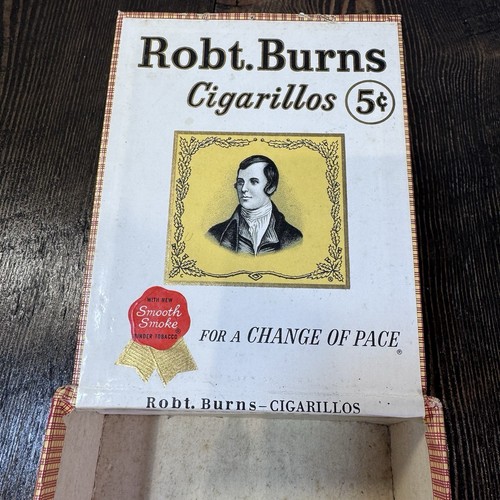 Robt. Burns
Cigarillos 5¢
WITH NEW
Smooth
Smoke
BINDER-TOBACCO
FOR A CHANGE OF PACE
®
Robt. Burns-CIGARILLOS